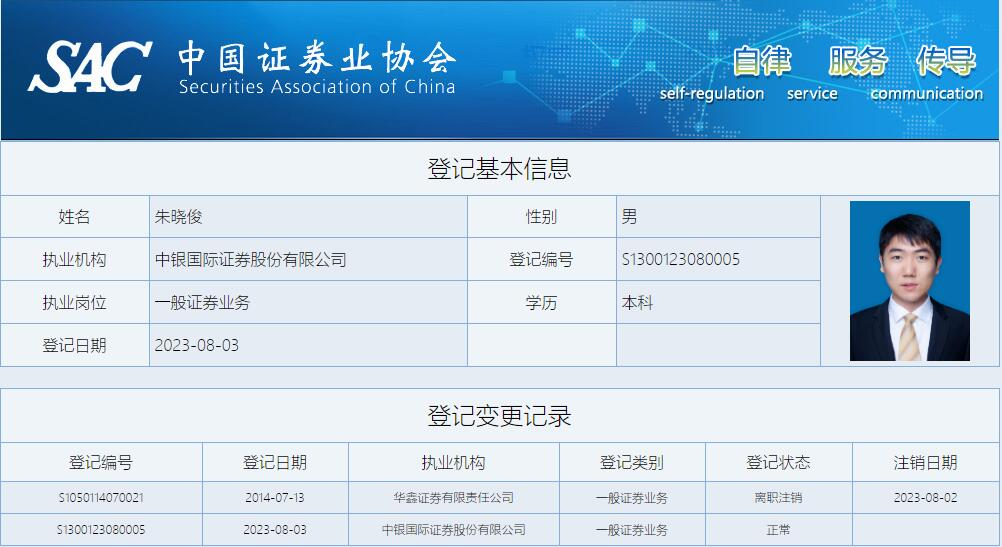 SAC 中国证券业协会
Securities Association of China
自律 服务 传导
self-regulation service communication
登记基本信息
姓名 朱晓俊 性别 男
执业机构 中银国际证券股份有限公司 登记编号 S1300123080005
执业岗位 一般证券业务 学历 本科
登记日期 2023-08-03
登记变更记录
登记编号 登记日期 执业机构 登记类别 登记状态 注销日期
S1050114070021 2014-07-13 华鑫证券有限责任公司 一般证券业务 离职注销 2023-08-02
S1300123080005 2023-08-03 中银国际证券股份有限公司 一般证券业务 正常